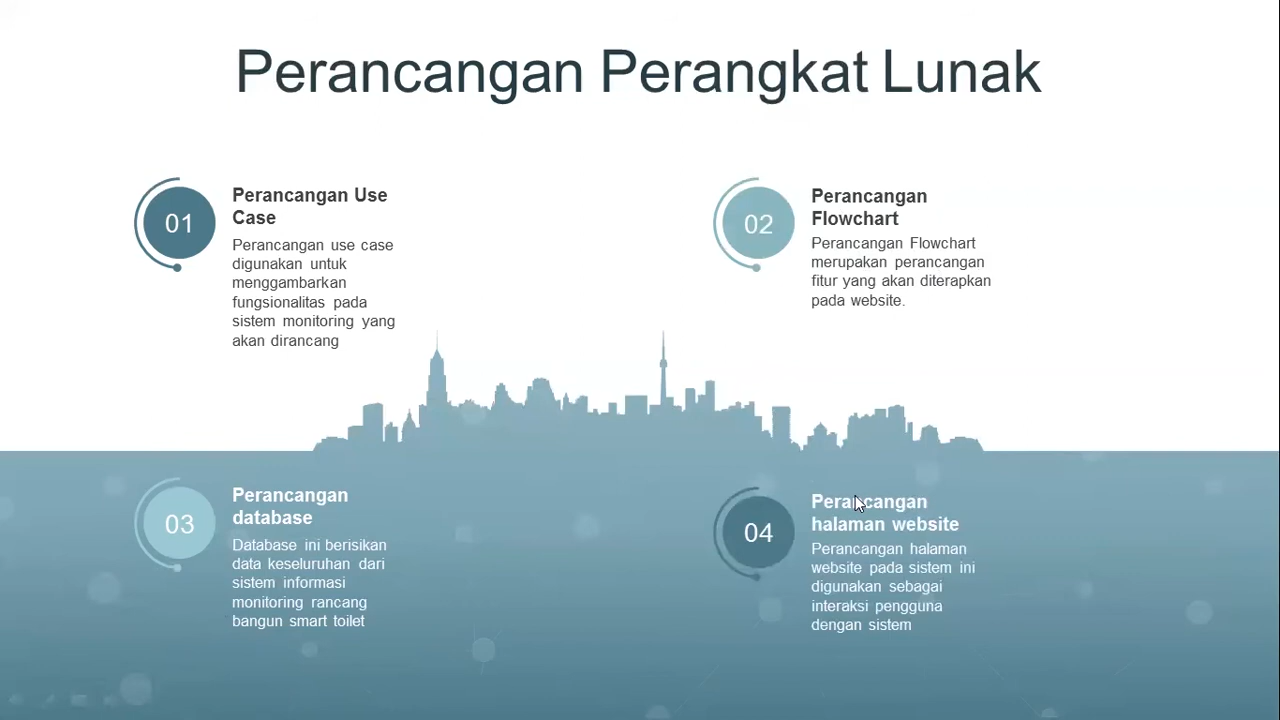 Perancangan Perangkat Lunak
01
Perancangan Use
Case
Perancangan use case
digunakan untuk
menggambarkan
fungsionalitas pada
sistem monitoring yang
akan dirancang
02
Perancangan
Flowchart
Perancangan Flowchart
merupakan perancangan
fitur yang akan diterapkan
pada website.
03
Perancangan
database
Database ini berisikan
data keseluruhan dari
sistem informasi
monitoring rancang
bangun smart toilet
04
Perancangan
halaman website
Perancangan halaman
website pada sistem ini
digunakan sebagai
interaksi pengguna
dengan sistem